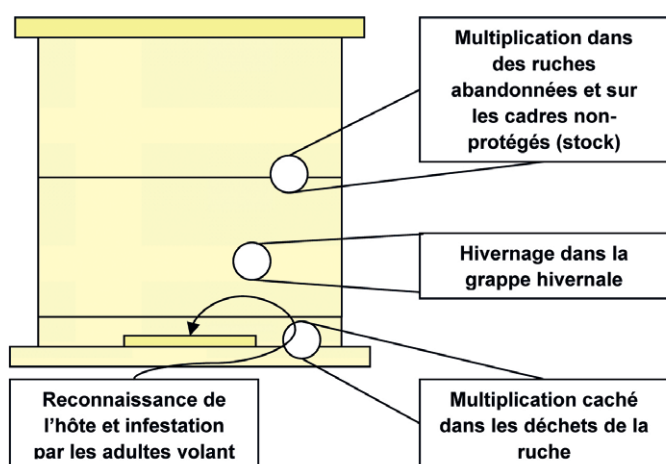 Multiplication dans
des ruches
abandonnées et sur
les cadres non-
protégés (stock)
Hivernage dans la
grappe hivernale
Reconnaissance de
l'hôte et infestation
par les adultes volant
Multiplication caché
dans les déchets de la
ruche